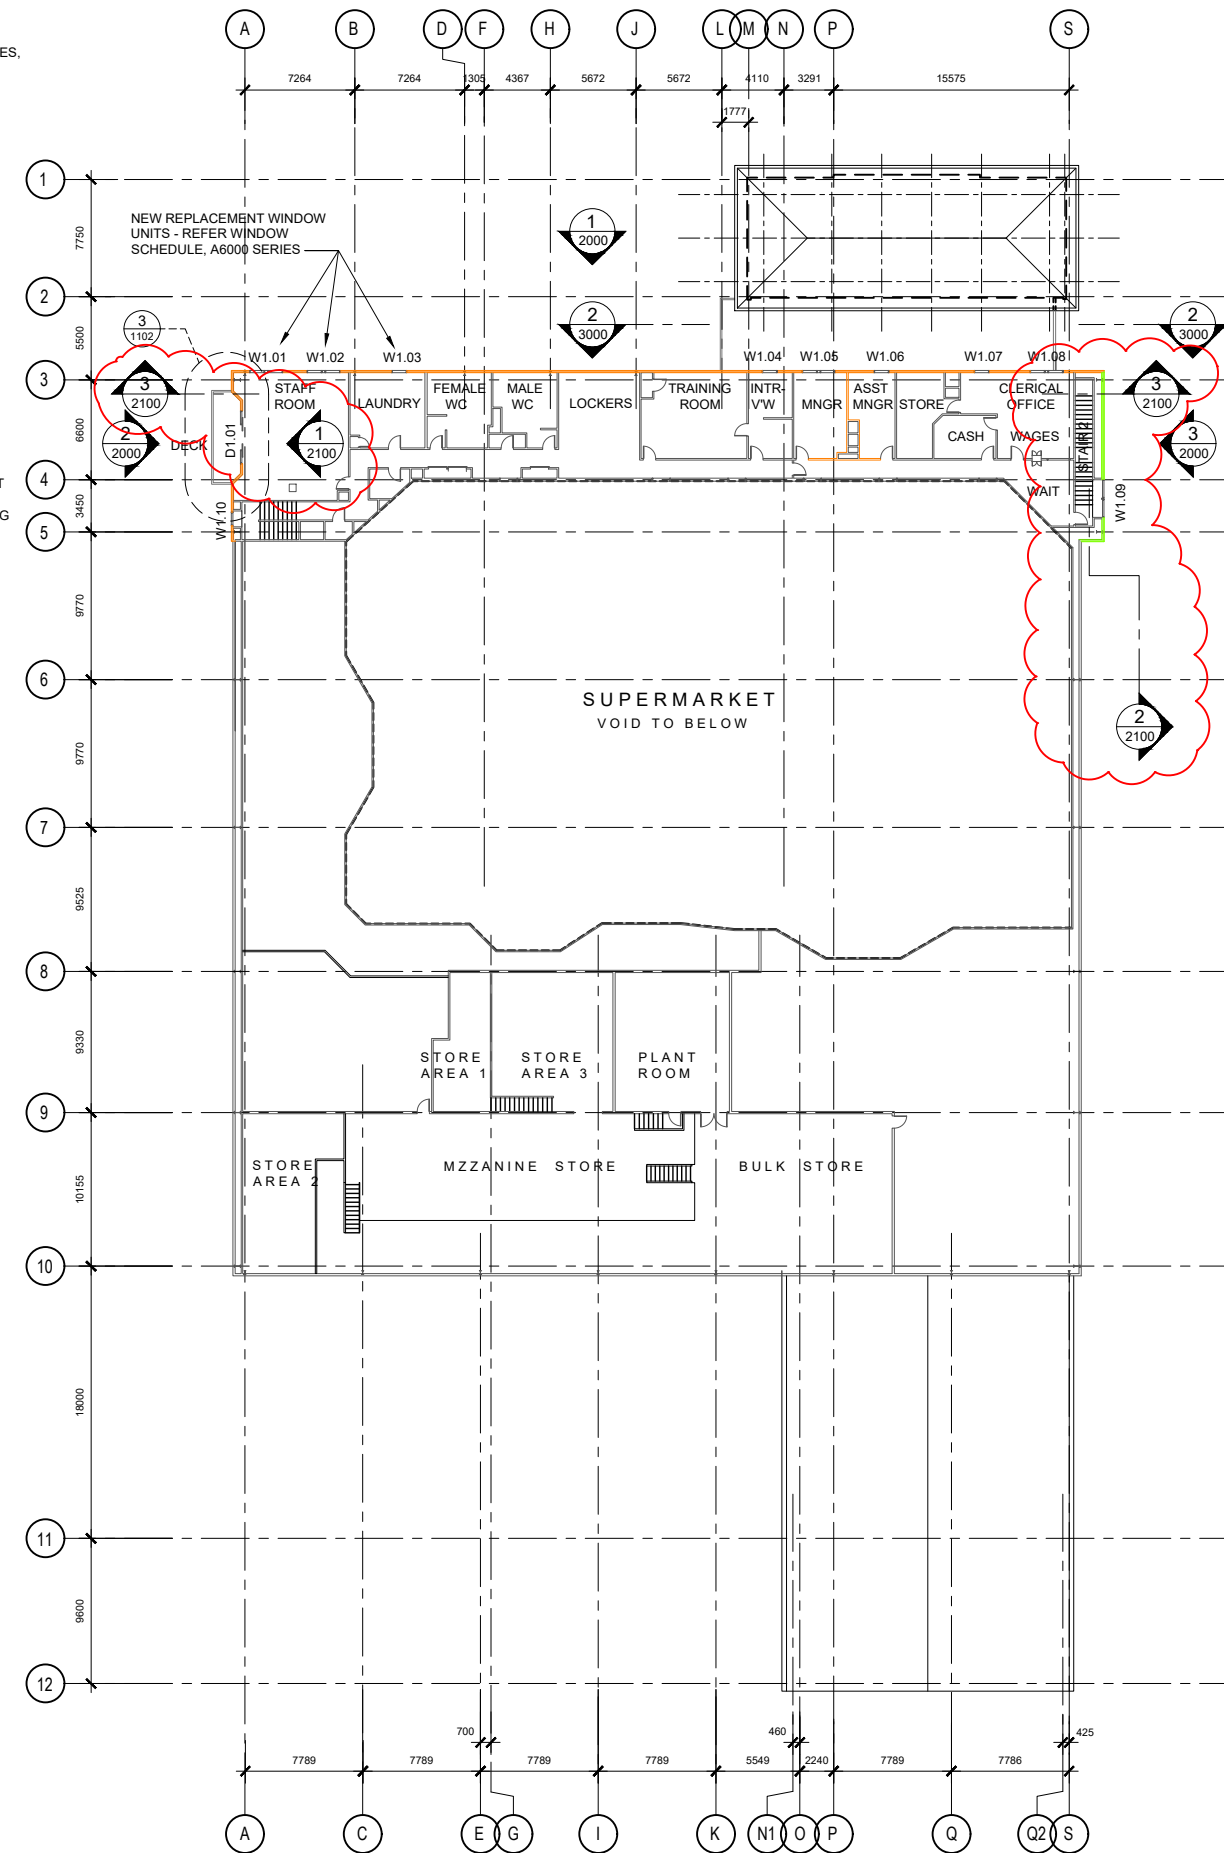 A B D F H J L M N P S
ES,
7264 7264 1305 4367 5672 5672 4110 3291 15575
1777
1
7750
NEW REPLACEMENT WINDOW
UNITS - REFER WINDOW
SCHEDULE, A6000 SERIES
1
2000
2
5500
3
1102
2
3000
2
3000
W1.01 W1.02 W1.03 W1.04 W1.05 W1.06 W1.07 W1.08
3
3
2100
STAFF
ROOM
LAUNDRY
FEMALE
WC
MALE
WC
LOCKERS
TRAINING
ROOM
INTR-
V'W
MNGR
ASST
MNGR
STORE
CLERICAL
OFFICE
CASH
WAGES
3
2100
6600
2
2000
DECK
D1.01
1
2100
STAIR 2
3
2000
4
T
WAIT
3450
G
W1.10
W1.09
5
9770
6
SUPERMARKET
VOID TO BELOW
2
2100
9770
7
9525
8
9330
STORE
AREA 1
STORE
AREA 3
PLANT
ROOM
9
STORE
AREA 2
MZZANINE STORE
BULK STORE
10155
10
18000
11
9600
12
700
460
425
7789 7789 7789 7789 5549 2240 7789 7786
A C E G I K N1 O P Q Q2 S